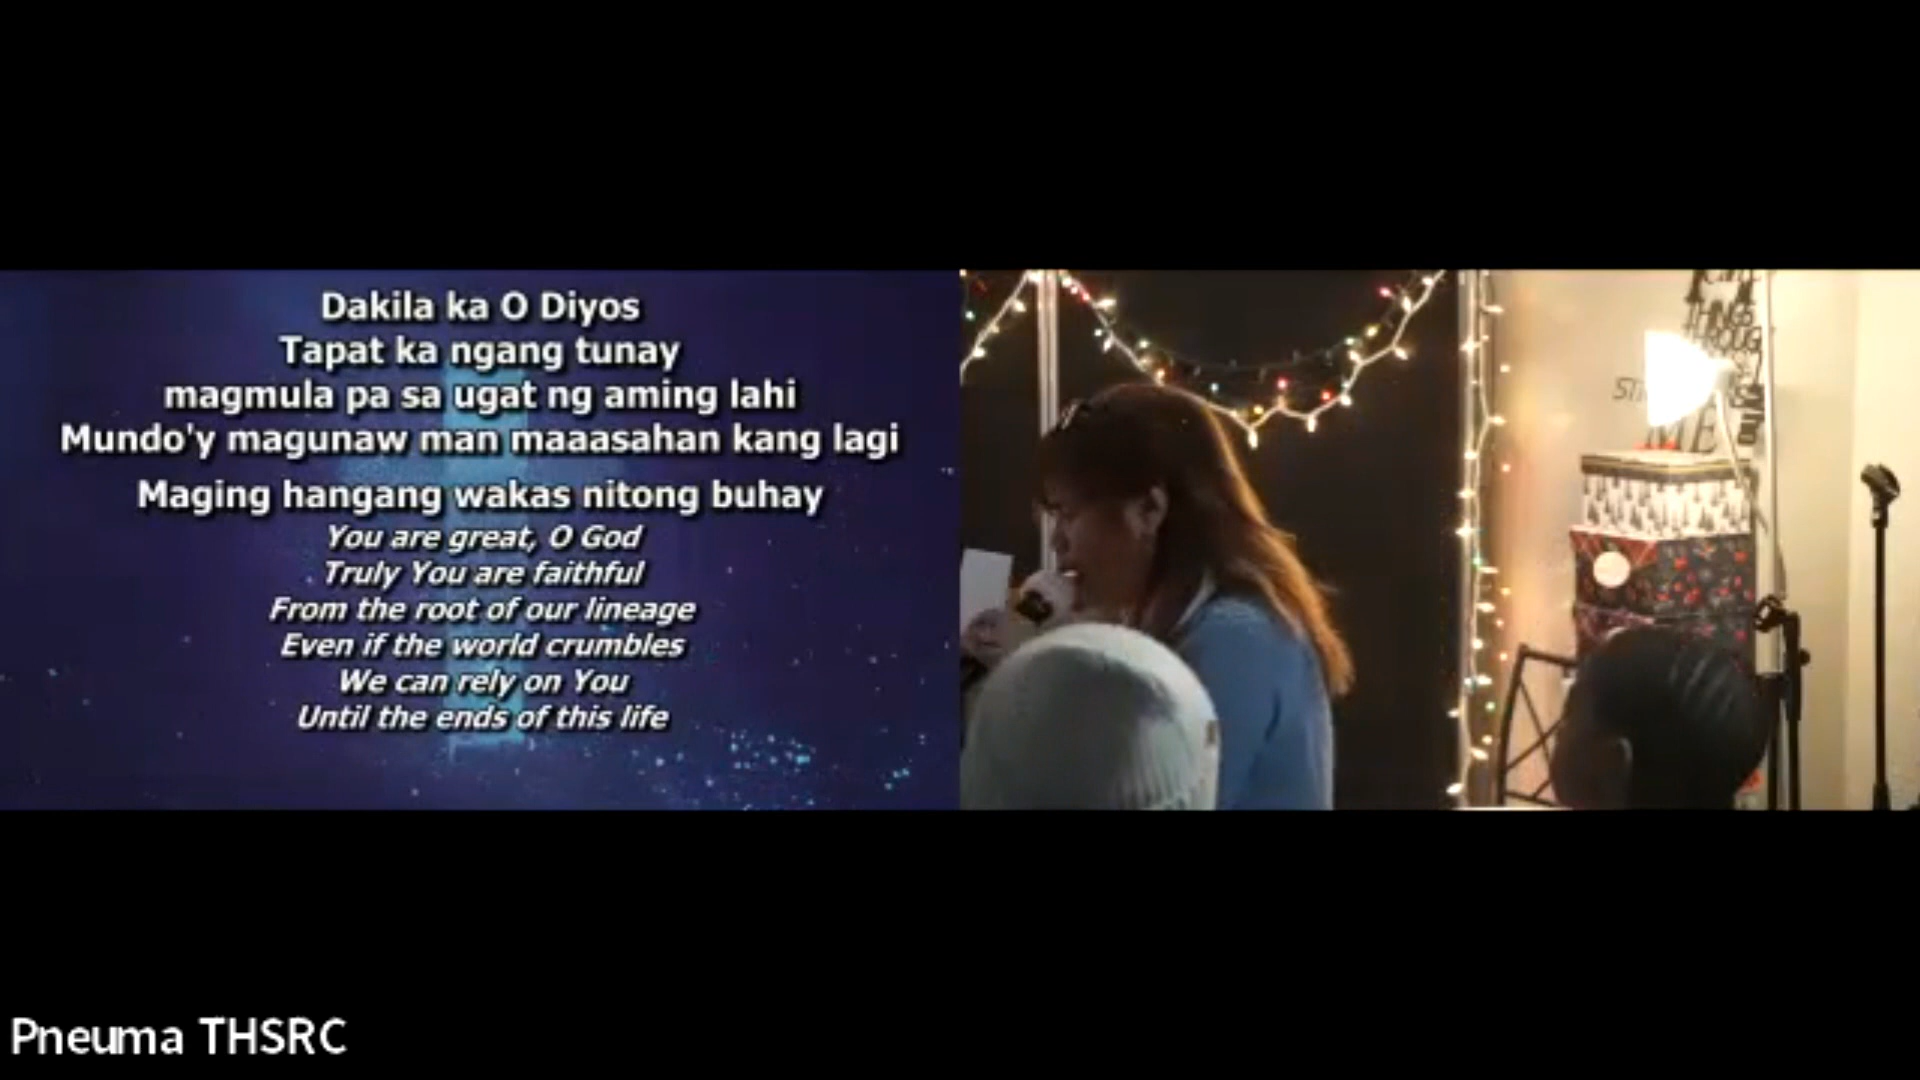 Dakila ka O Diyos
Tapat ka ngang tunay
magmula pa sa ugat ng aming lahi
Mundo'y magunaw man maaasahan kang lagi
Maging hangang wakas nitong buhay
You are great, O God
Truly You are faithful
From the root of our lineage
Even if the world crumbles
We can rely on You
Until the ends of this life
THINGS
THROUGH
ME
Pneuma THSRC